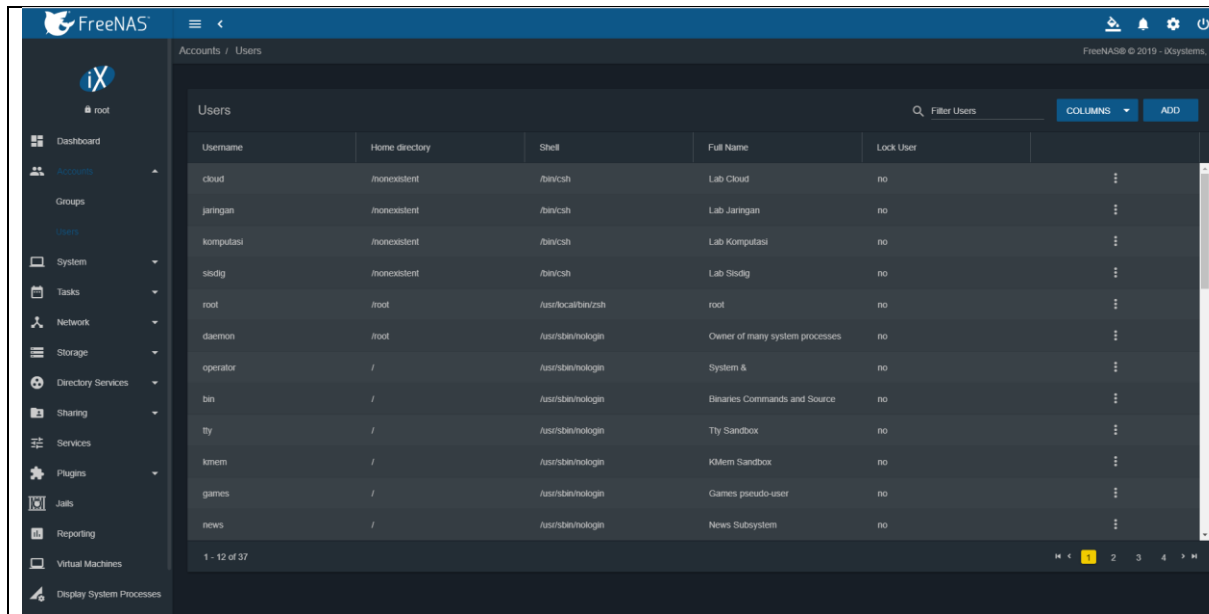 FreeNAS®
Accounts / Users
FreeNAS® © 2019 - iXsystems,
iX
root
Dashboard
Accounts
Groups
Users
System
Tasks
Network
Storage
Directory Services
Sharing
Services
Plugins
Jails
Reporting
Virtual Machines
Display System Processes
Users Filter Users COLUMNS ADD
Username Home directory Shell Full Name Lock User
cloud /nonexistent /bin/csh Lab Cloud no
jaringan /nonexistent /bin/csh Lab Jaringan no
komputasi /nonexistent /bin/csh Lab Komputasi no
sisdig /nonexistent /bin/csh Lab Sisdig no
root /root /usr/local/bin/zsh root no
daemon /root /usr/sbin/nologin Owner of many system processes no
operator / /usr/sbin/nologin System & no
bin / /usr/sbin/nologin Binaries Commands and Source no
tty / /usr/sbin/nologin Tty Sandbox no
kmem / /usr/sbin/nologin KMem Sandbox no
games / /usr/sbin/nologin Games pseudo-user no
news / /usr/sbin/nologin News Subsystem no
1 - 12 of 37 1 2 3 4